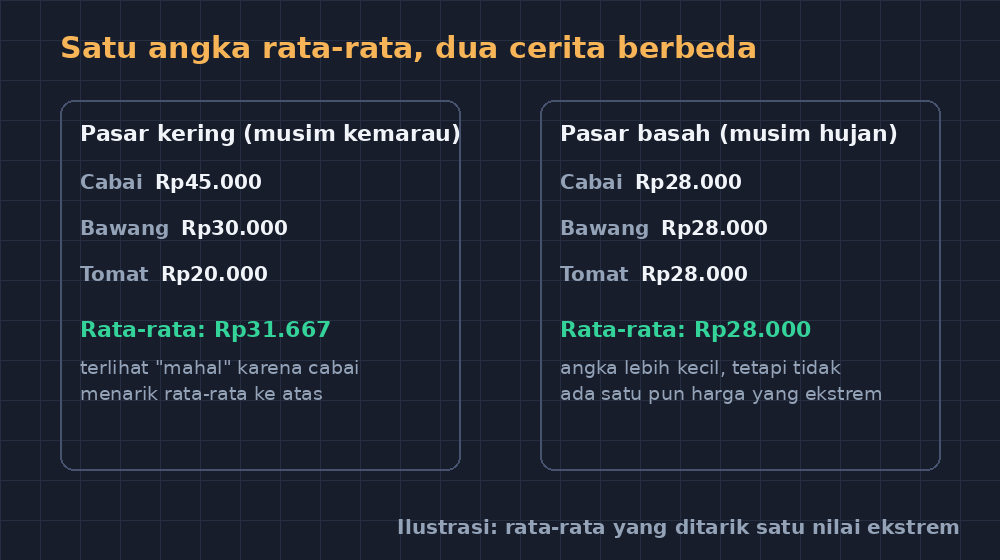 Satu angka rata-rata, dua cerita berbeda
Pasar kering (musim kemarau)
Cabai Rp45.000
Bawang Rp30.000
Tomat Rp20.000
Rata-rata: Rp31.667
terlihat "mahal" karena cabai
menarik rata-rata ke atas
Pasar basah (musim hujan)
Cabai Rp28.000
Bawang Rp28.000
Tomat Rp28.000
Rata-rata: Rp28.000
angka lebih kecil, tetapi tidak
ada satu pun harga yang ekstrem
Ilustrasi: rata-rata yang ditarik satu nilai ekstrem